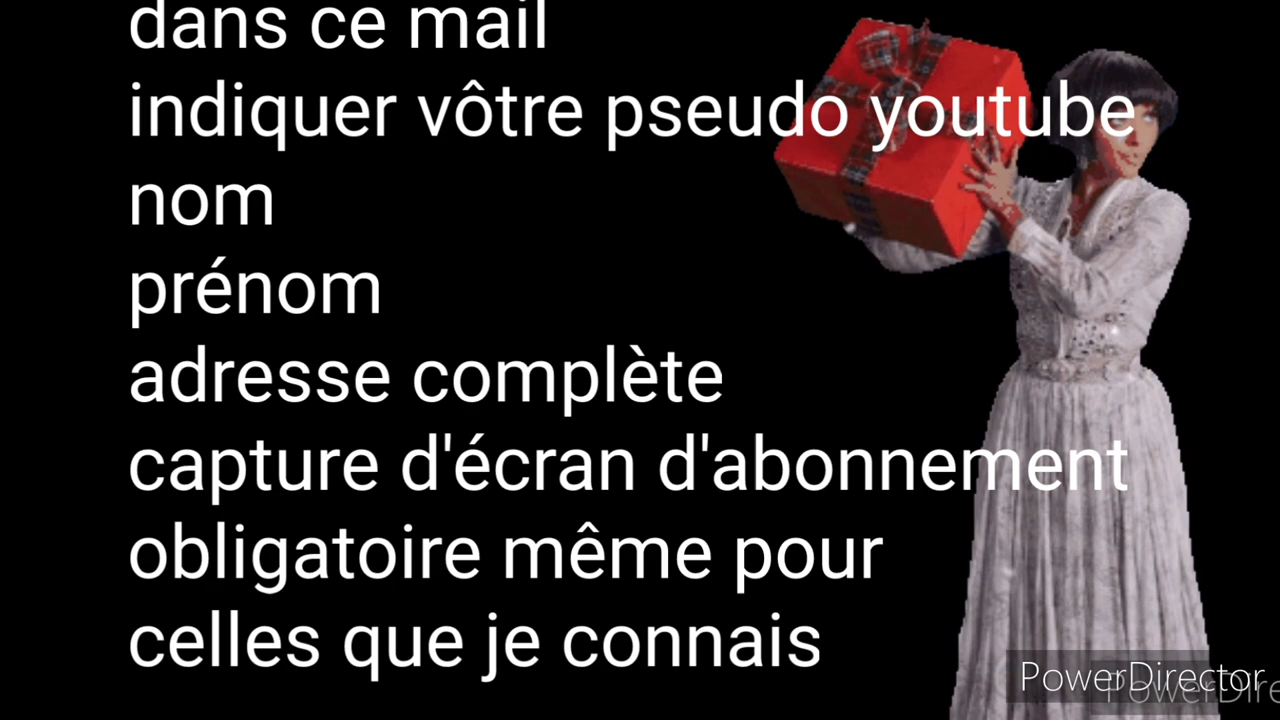 dans ce mail
indiquer vôtre pseudo youtube
nom
prénom
adresse complète
capture d'écran d'abonnement
obligatoire même pour
celles que je connais
PowerDirector
PowerDire